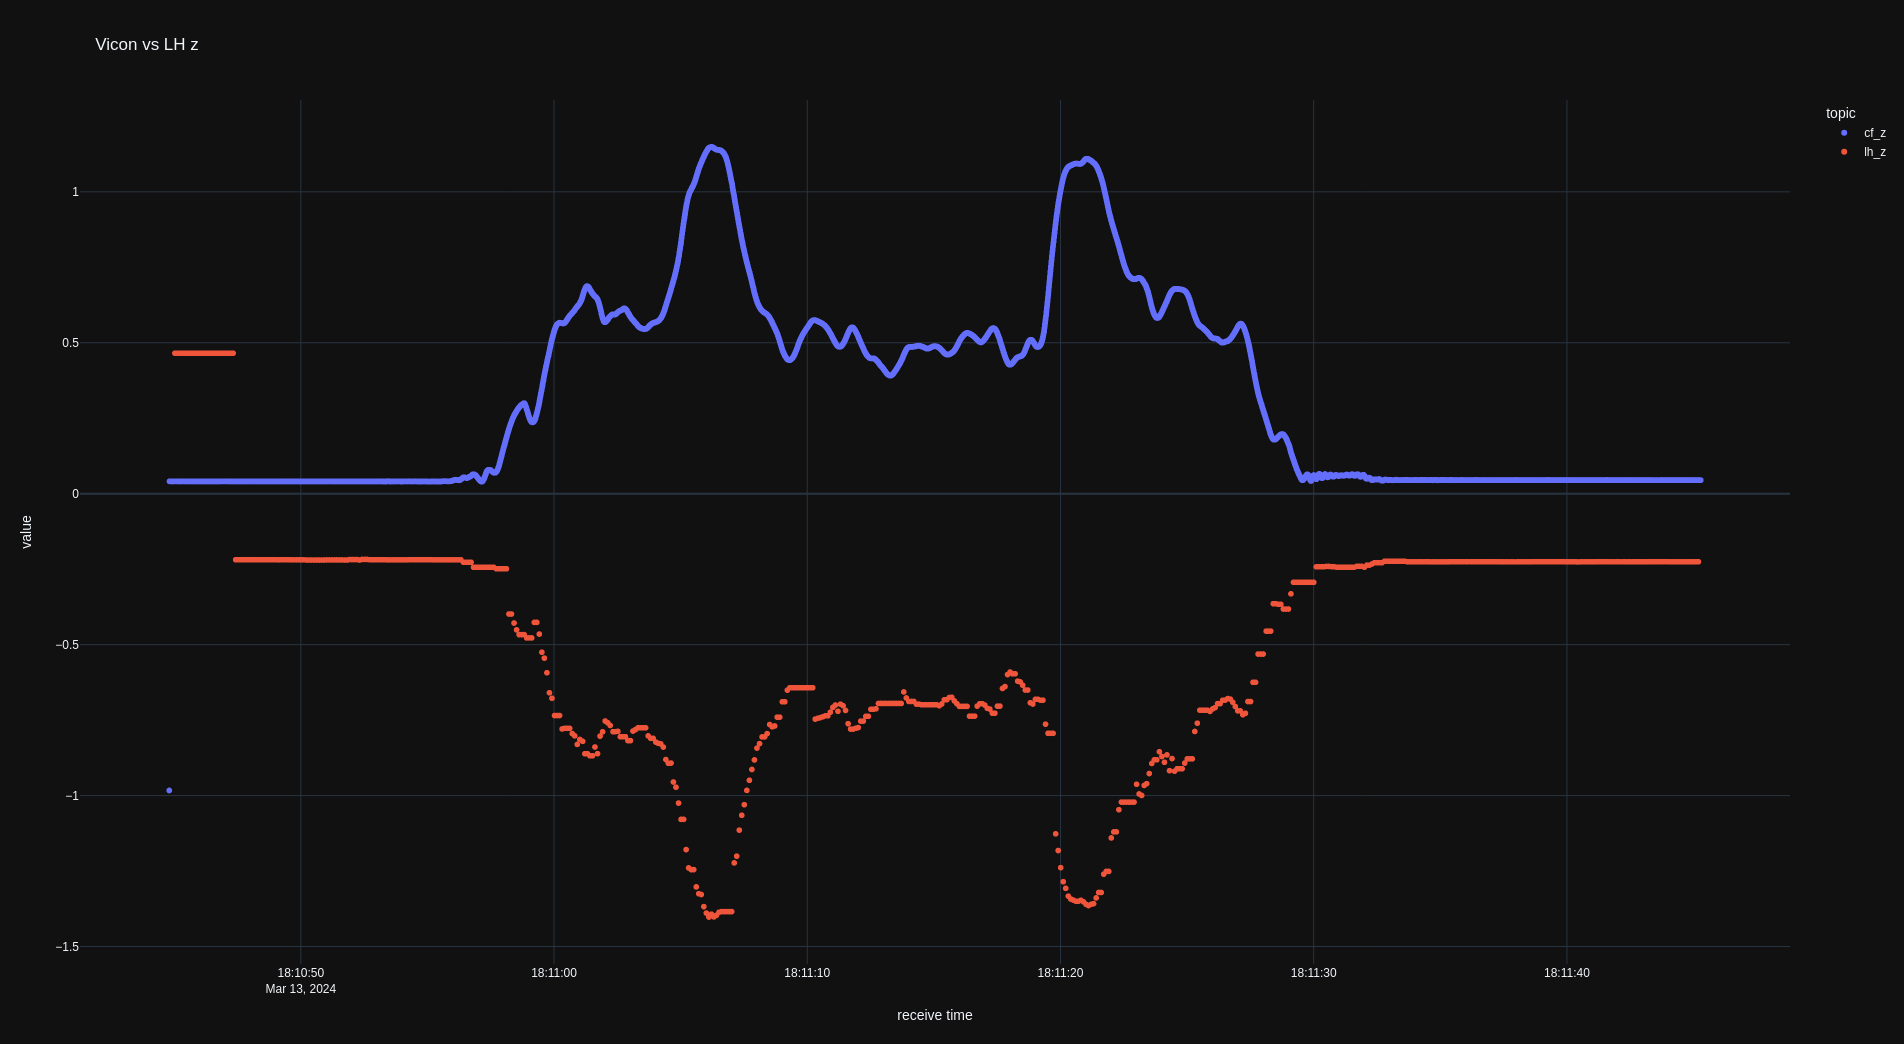 Vicon vs LH z
topic
cf_z
lh_z
1
0.5
0
−0.5
−1
−1.5
value
18:10:50
Mar 13, 2024
18:11:00
18:11:10
18:11:20
18:11:30
18:11:40
receive time